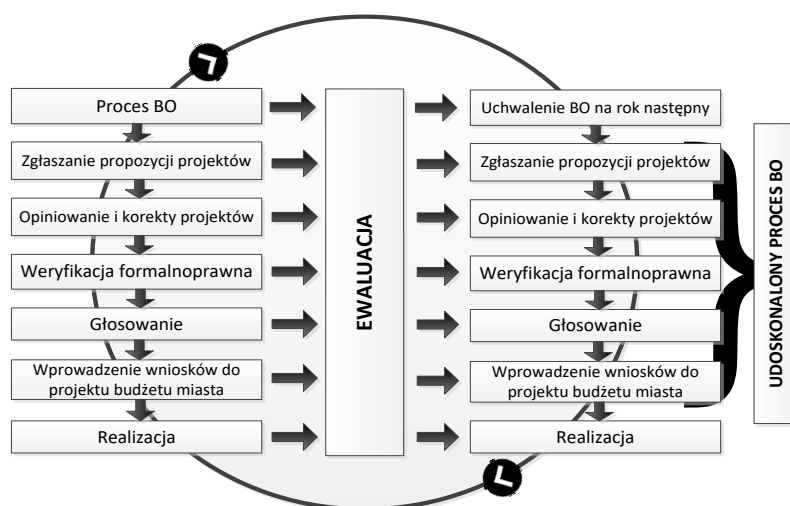 Proces BO
Zgłaszanie propozycji projektów
Opiniowanie i korekty projektów
Weryfikacja formalnoprawna
Głosowanie
Wprowadzenie wniosków do
projektu budżetu miasta
Realizacja
EWALUACJA
Uchwalenie BO na rok następny
Zgłaszanie propozycji projektów
Opiniowanie i korekty projektów
Weryfikacja formalnoprawna
Głosowanie
Wprowadzenie wniosków do
projektu budżetu miasta
Realizacja
UDOSKONALONY PROCES BO